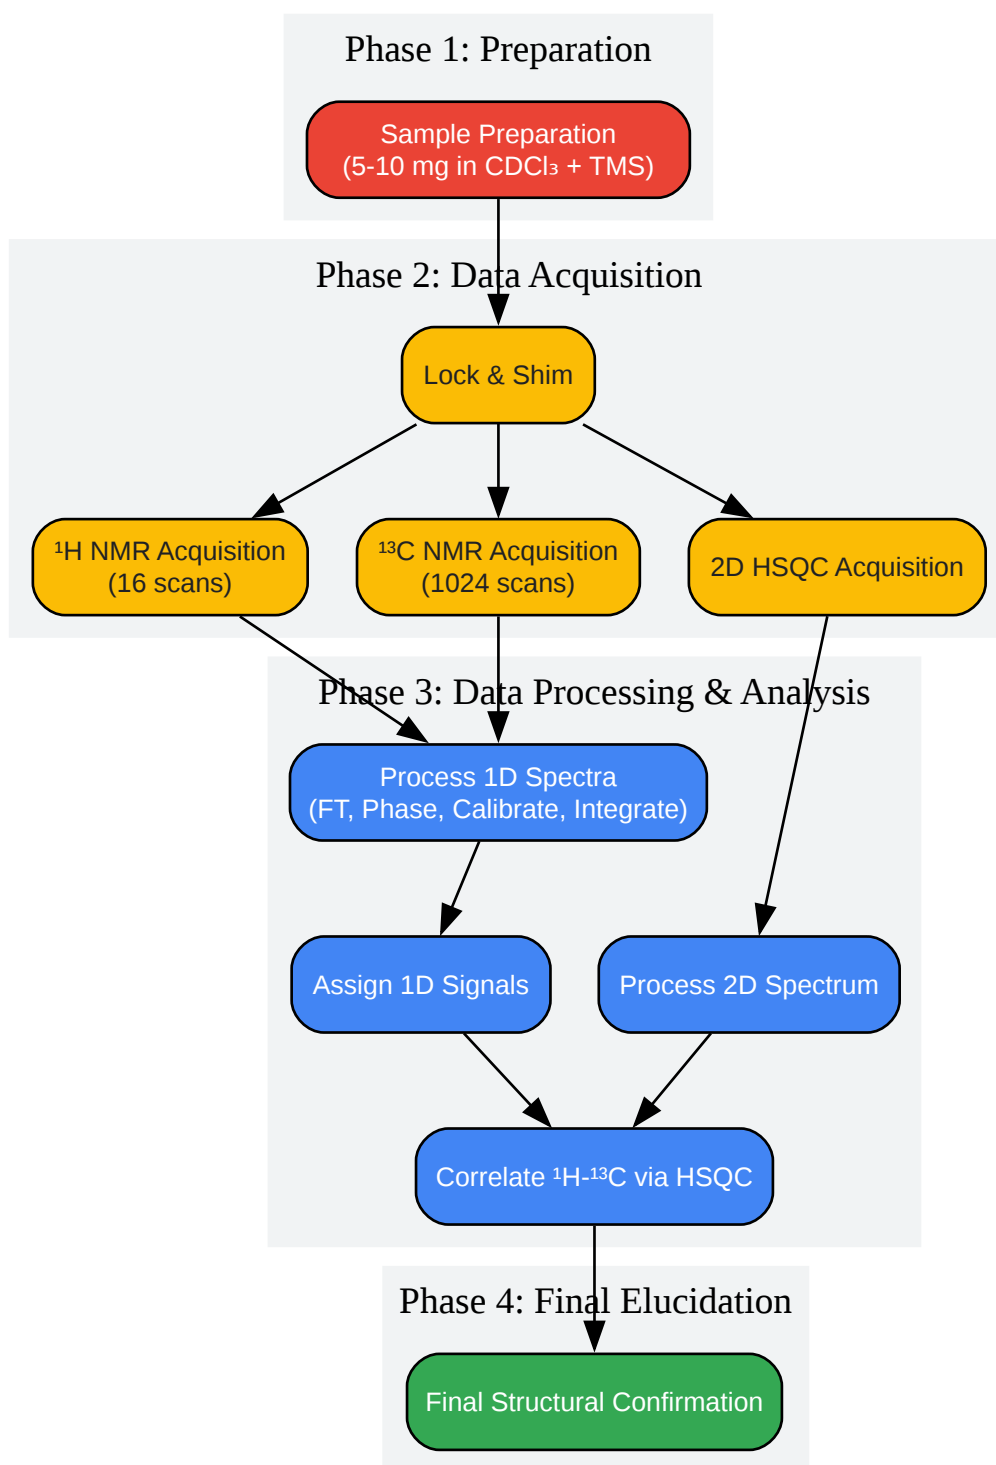 Phase 1: Preparation
Sample Preparation
(5-10 mg in CDCl₃ + TMS)
Phase 2: Data Acquisition
Lock & Shim
¹H NMR Acquisition
(16 scans)
¹³C NMR Acquisition
(1024 scans)
2D HSQC Acquisition
Phase 3: Data Processing & Analysis
Process 1D Spectra
(FT, Phase, Calibrate, Integrate)
Assign 1D Signals
Process 2D Spectrum
Correlate ¹H-¹³C via HSQC
Phase 4: Final Elucidation
Final Structural Confirmation